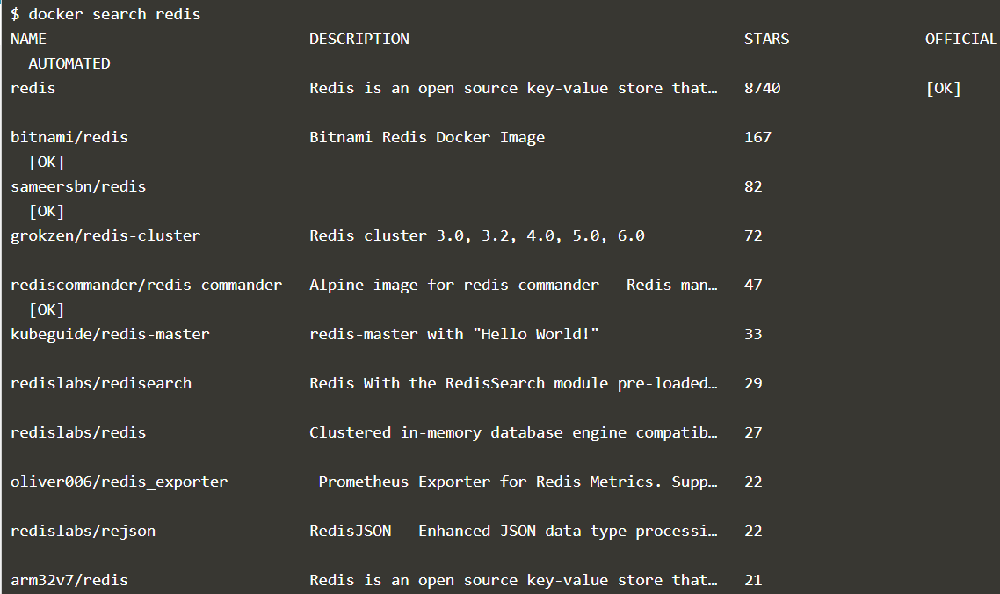 $ docker search redis
NAME DESCRIPTION STARS OFFICIAL
AUTOMATED
redis Redis is an open source key-value store that… 8740 [OK]
bitnami/redis Bitnami Redis Docker Image 167
[OK]
sameersbn/redis 82
[OK]
grokzen/redis-cluster Redis cluster 3.0, 3.2, 4.0, 5.0, 6.0 72
rediscommander/redis-commander Alpine image for redis-commander - Redis man… 47
[OK]
kubeguide/redis-master redis-master with "Hello World!" 33
redislabs/redisearch Redis With the RedisSearch module pre-loaded… 29
redislabs/redis Clustered in-memory database engine compatib… 27
oliver006/redis_exporter Prometheus Exporter for Redis Metrics. Supp… 22
redislabs/rejson RedisJSON - Enhanced JSON data type processi… 22
arm32v7/redis Redis is an open source key-value store that… 21